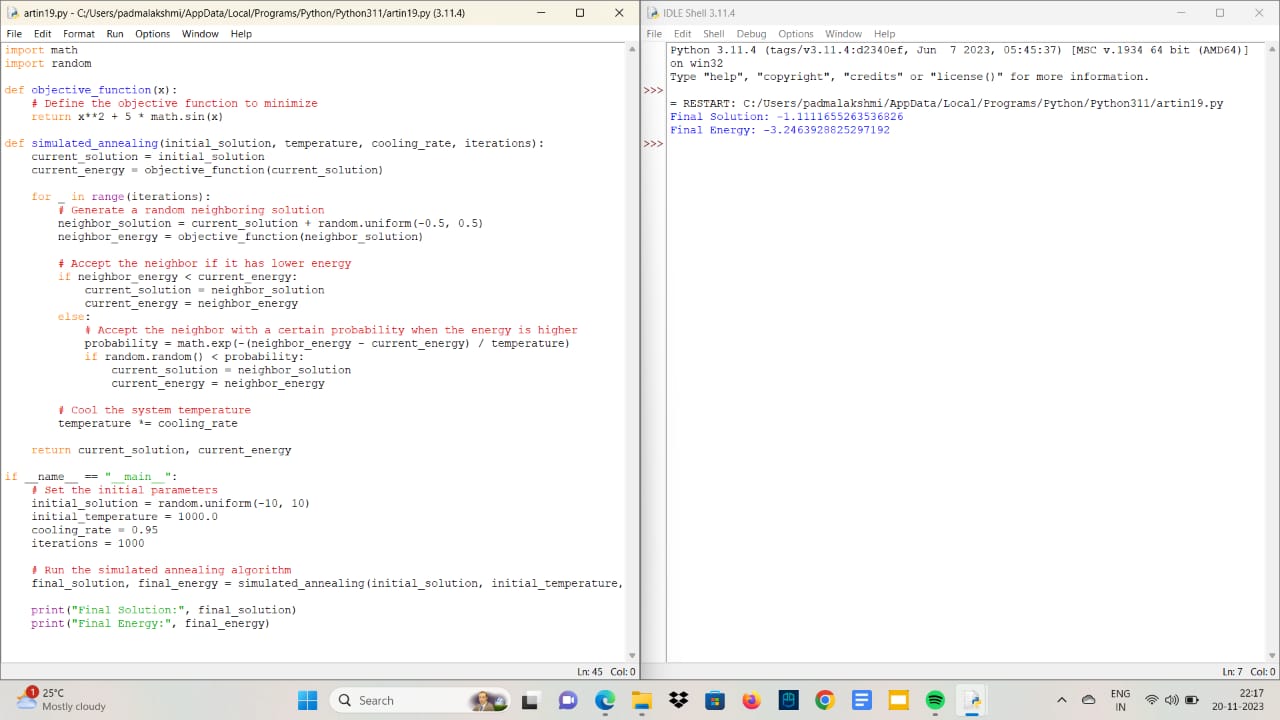 artin19.py - C:/Users/padmalakshmi/AppData/Local/Programs/Python/Python311/artin19.py (3.11.4)
File Edit Format Run Options Window Help
import math
import random

def objective_function(x):
    # Define the objective function to minimize
    return x**2 + 5 * math.sin(x)

def simulated_annealing(initial_solution, temperature, cooling_rate, iterations):
    current_solution = initial_solution
    current_energy = objective_function(current_solution)

    for _ in range(iterations):
        # Generate a random neighboring solution
        neighbor_solution = current_solution + random.uniform(-0.5, 0.5)
        neighbor_energy = objective_function(neighbor_solution)

        # Accept the neighbor if it has lower energy
        if neighbor_energy < current_energy:
            current_solution = neighbor_solution
            current_energy = neighbor_energy
        else:
            # Accept the neighbor with a certain probability when the energy is higher
            probability = math.exp(-(neighbor_energy - current_energy) / temperature)
            if random.random() < probability:
                current_solution = neighbor_solution
                current_energy = neighbor_energy

        # Cool the system temperature
        temperature *= cooling_rate

    return current_solution, current_energy

if __name__ == "__main__":
    # Set the initial parameters
    initial_solution = random.uniform(-10, 10)
    initial_temperature = 1000.0
    cooling_rate = 0.95
    iterations = 1000

    # Run the simulated annealing algorithm
    final_solution, final_energy = simulated_annealing(initial_solution, initial_temperature,

    print("Final Solution:", final_solution)
    print("Final Energy:", final_energy)
Ln: 45 Col: 0
IDLE Shell 3.11.4
File Edit Shell Debug Options Window Help
Python 3.11.4 (tags/v3.11.4:d2340ef, Jun  7 2023, 05:45:37) [MSC v.1934 64 bit (AMD64)]
on win32
Type "help", "copyright", "credits" or "license()" for more information.
>>>
= RESTART: C:/Users/padmalakshmi/AppData/Local/Programs/Python/Python311/artin19.py
Final Solution: -1.1111655263536826
Final Energy: -3.2463928825297192
>>>
Ln: 7 Col: 0
1
25°C
Mostly cloudy
Search
ENG
IN
22:17
20-11-2023